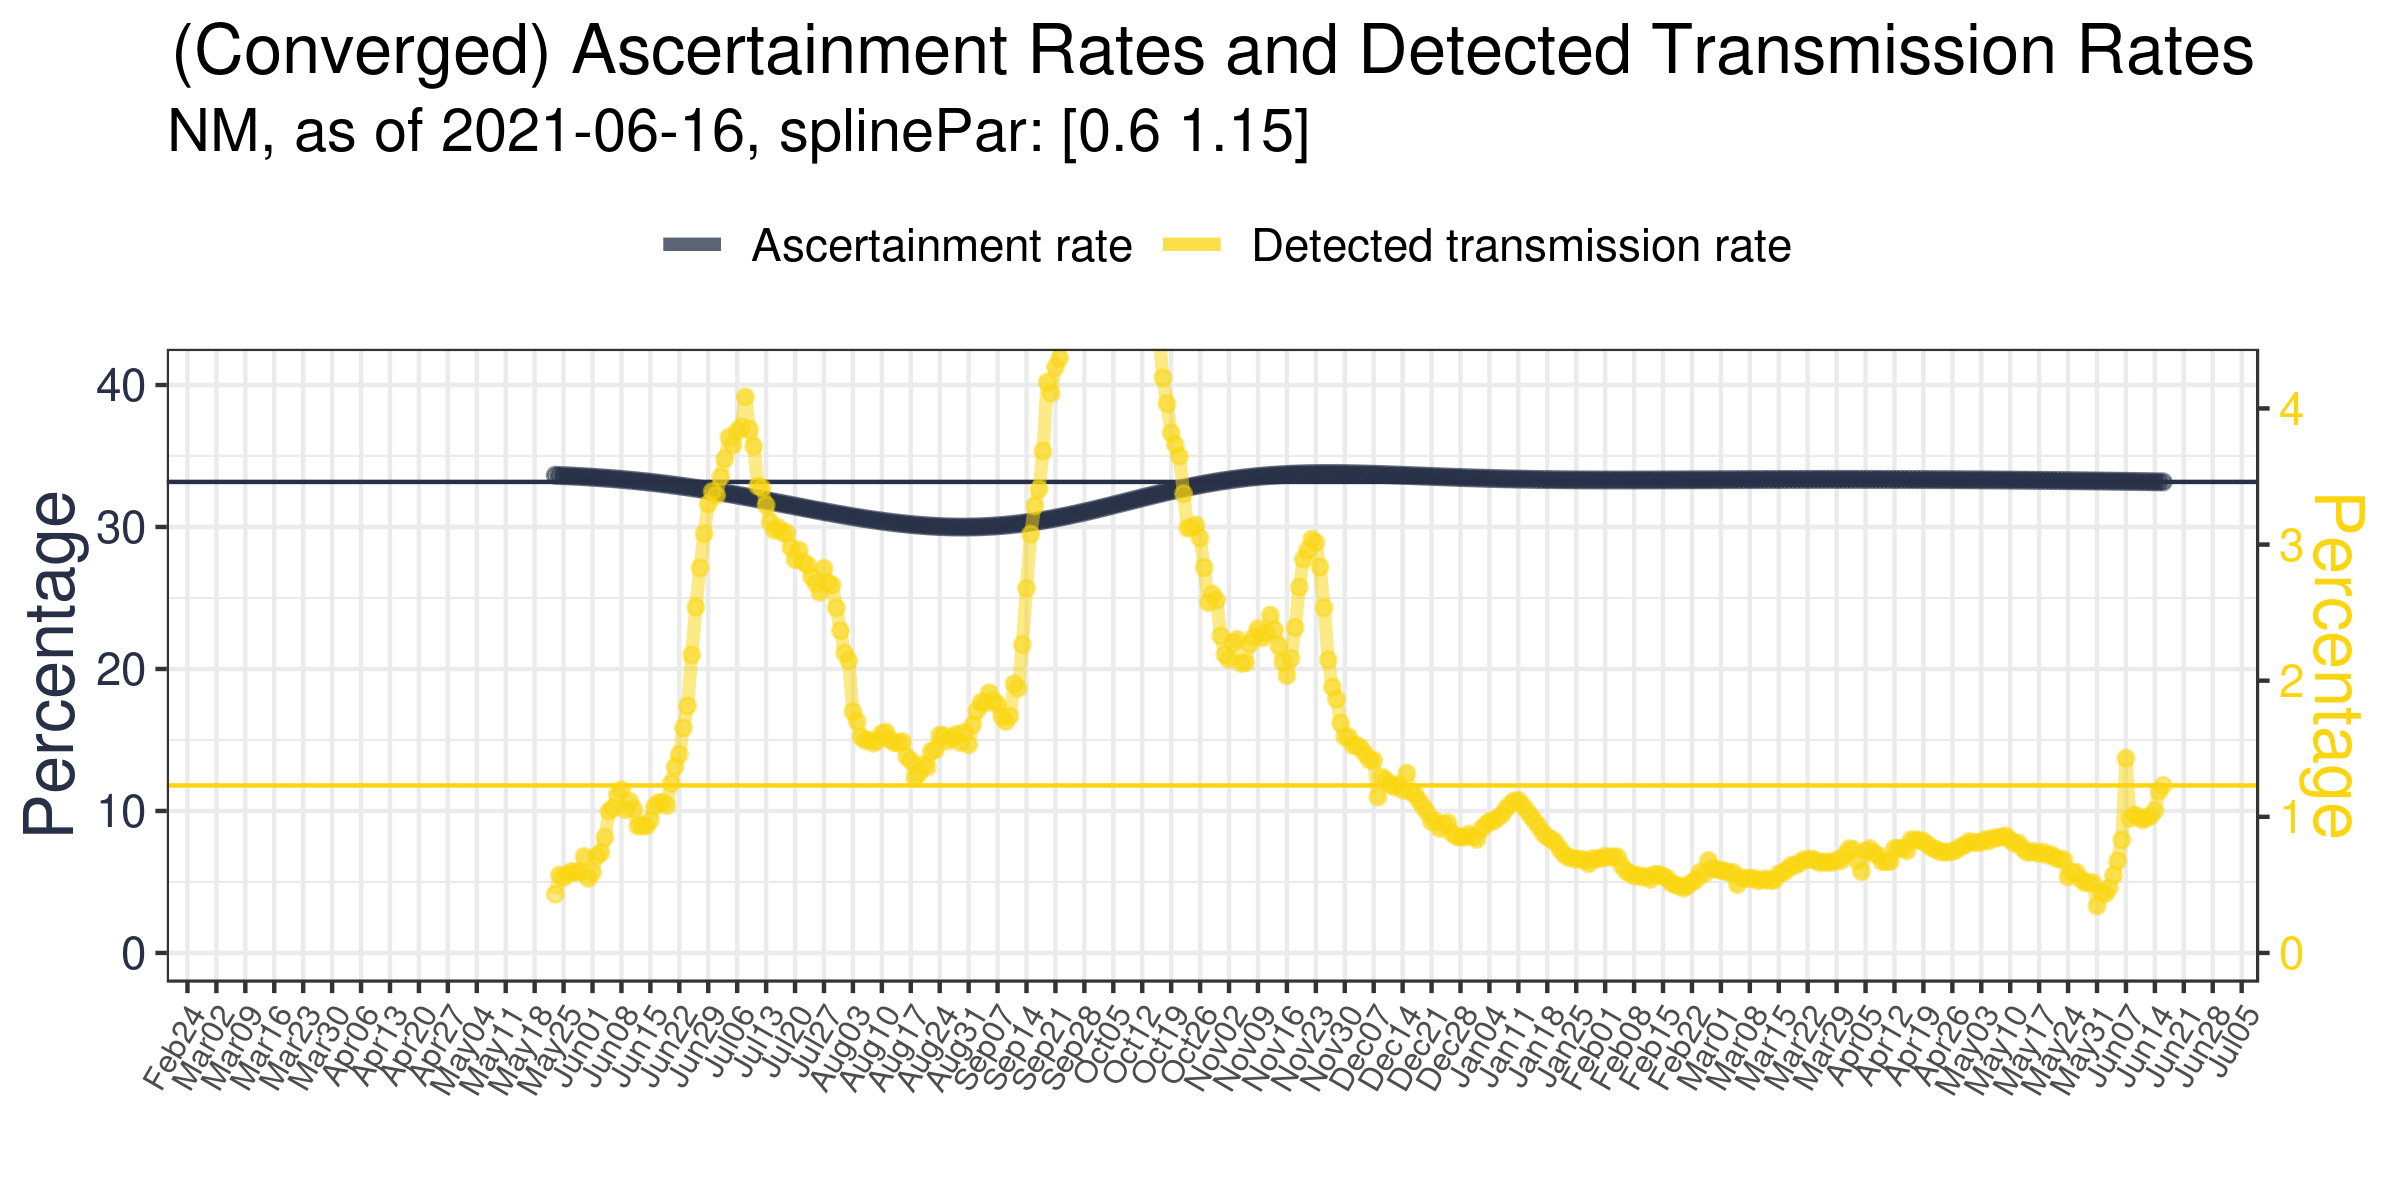 (Converged) Ascertainment Rates and Detected Transmission Rates
NM, as of 2021-06-16, splinePar: [0.6 1.15]
Ascertainment rate Detected transmission rate
Percentage
40
30
20
10
0
4
3
2
1
0
Percentage
Feb24
Mar02
Mar09
Mar16
Mar23
Mar30
Apr06
Apr13
Apr20
Apr27
May04
May11
May18
May25
Jun01
Jun08
Jun15
Jun22
Jun29
Jul06
Jul13
Jul20
Jul27
Aug03
Aug10
Aug17
Aug24
Aug31
Sep07
Sep14
Sep21
Sep28
Oct05
Oct12
Oct19
Oct26
Nov02
Nov09
Nov16
Nov23
Nov30
Dec07
Dec14
Dec21
Dec28
Jan04
Jan11
Jan18
Jan25
Feb01
Feb08
Feb15
Feb22
Mar01
Mar08
Mar15
Mar22
Mar29
Apr05
Apr12
Apr19
Apr26
May03
May10
May17
May24
May31
Jun07
Jun14
Jun21
Jun28
Jul05